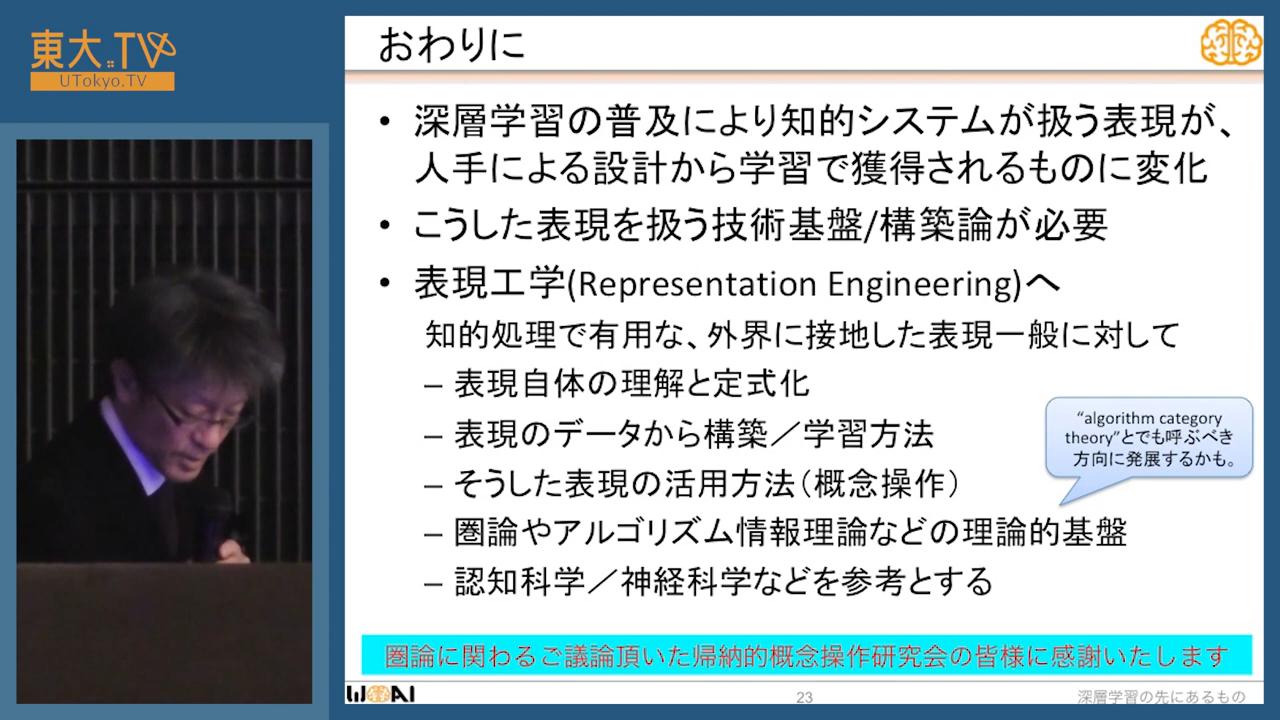 東大.TV
UTokyo.TV
おわりに
• 深層学習の普及により知的システムが扱う表現が、
人手による設計から学習で獲得されるものに変化
• こうした表現を扱う技術基盤/構築論が必要
• 表現工学(Representation Engineering)へ
知的処理で有用な、外界に接地した表現一般に対して
– 表現自体の理解と定式化
– 表現のデータから構築／学習方法
– そうした表現の活用方法（概念操作）
– 圏論やアルゴリズム情報理論などの理論的基盤
– 認知科学／神経科学などを参考とする
“algorithm category
theory”とでも呼ぶべき
方向に発展するかも。
圏論に関わるご議論頂いた帰納的概念操作研究会の皆様に感謝いたします
WBAI
23
深層学習の先にあるもの